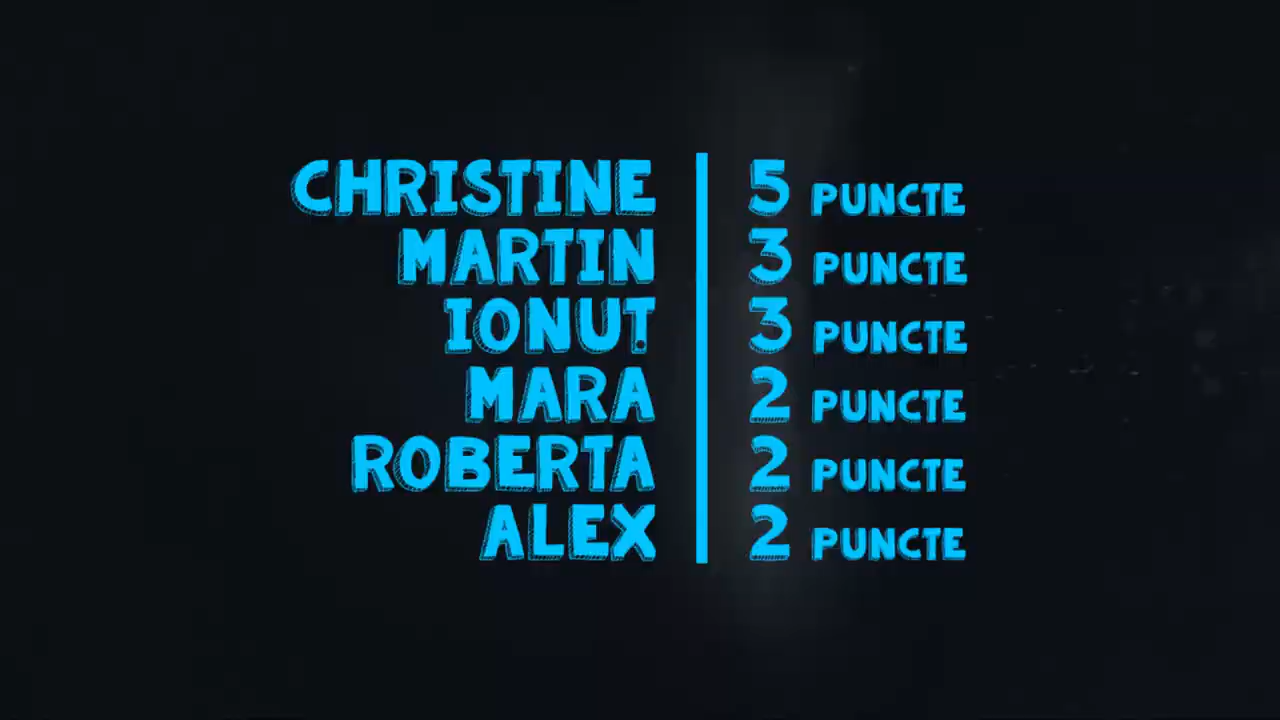 CHRISTINE 5 PUNCTE
MARTIN 3 PUNCTE
IONUȚ 3 PUNCTE
MARA 2 PUNCTE
ROBERTA 2 PUNCTE
ALEX 2 PUNCTE